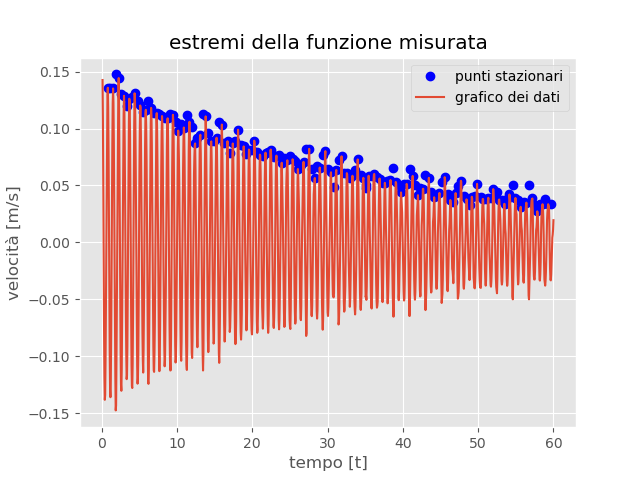 estremi della funzione misurata
punti stazionari
grafico dei dati
velocità [m/s]
0.15
0.10
0.05
0.00
−0.05
−0.10
−0.15
0 10 20 30 40 50 60
tempo [t]